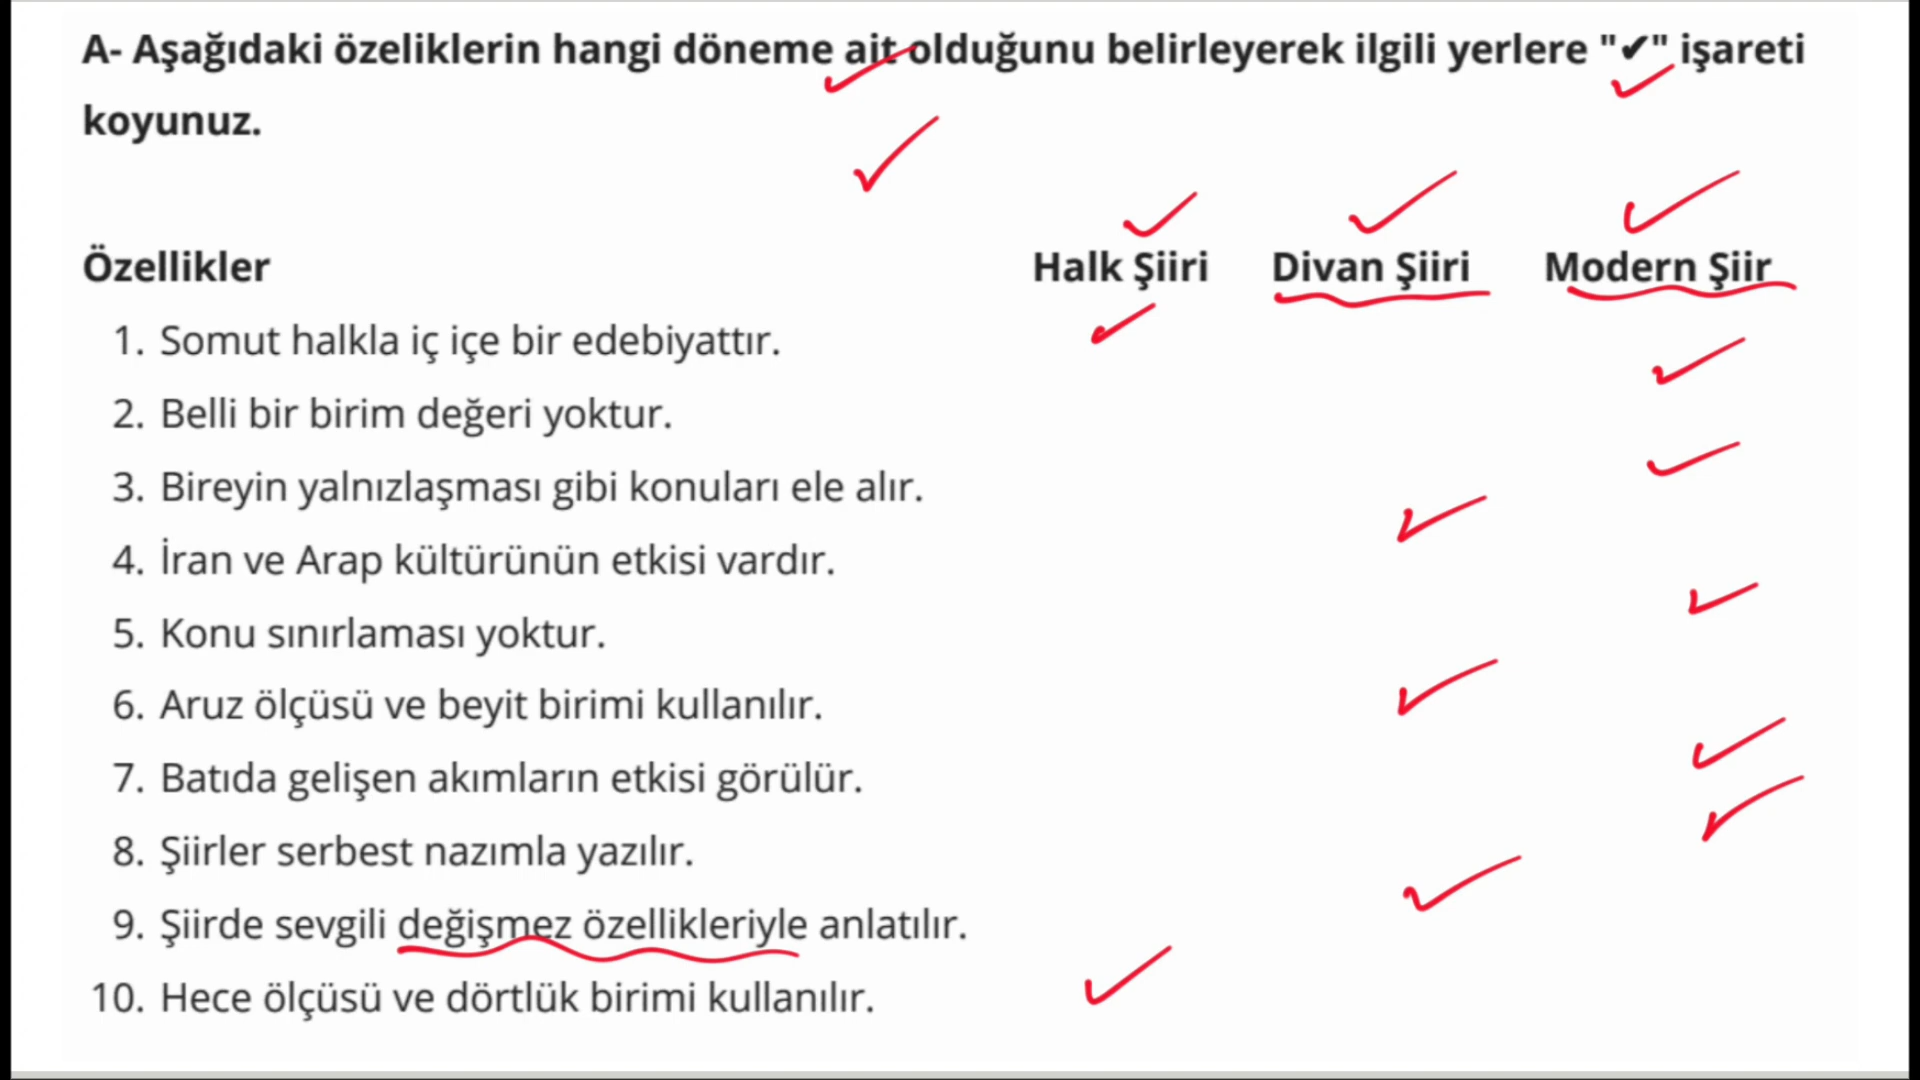 A- Aşağıdaki özeliklerin hangi döneme ait olduğunu belirleyerek ilgili yerlere "✔" işareti
koyunuz.
Özellikler Halk Şiiri Divan Şiiri Modern Şiir
1. Somut halkla iç içe bir edebiyattır.
2. Belli bir birim değeri yoktur.
3. Bireyin yalnızlaşması gibi konuları ele alır.
4. İran ve Arap kültürünün etkisi vardır.
5. Konu sınırlaması yoktur.
6. Aruz ölçüsü ve beyit birimi kullanılır.
7. Batıda gelişen akımların etkisi görülür.
8. Şiirler serbest nazımla yazılır.
9. Şiirde sevgili değişmez özellikleriyle anlatılır.
10. Hece ölçüsü ve dörtlük birimi kullanılır.